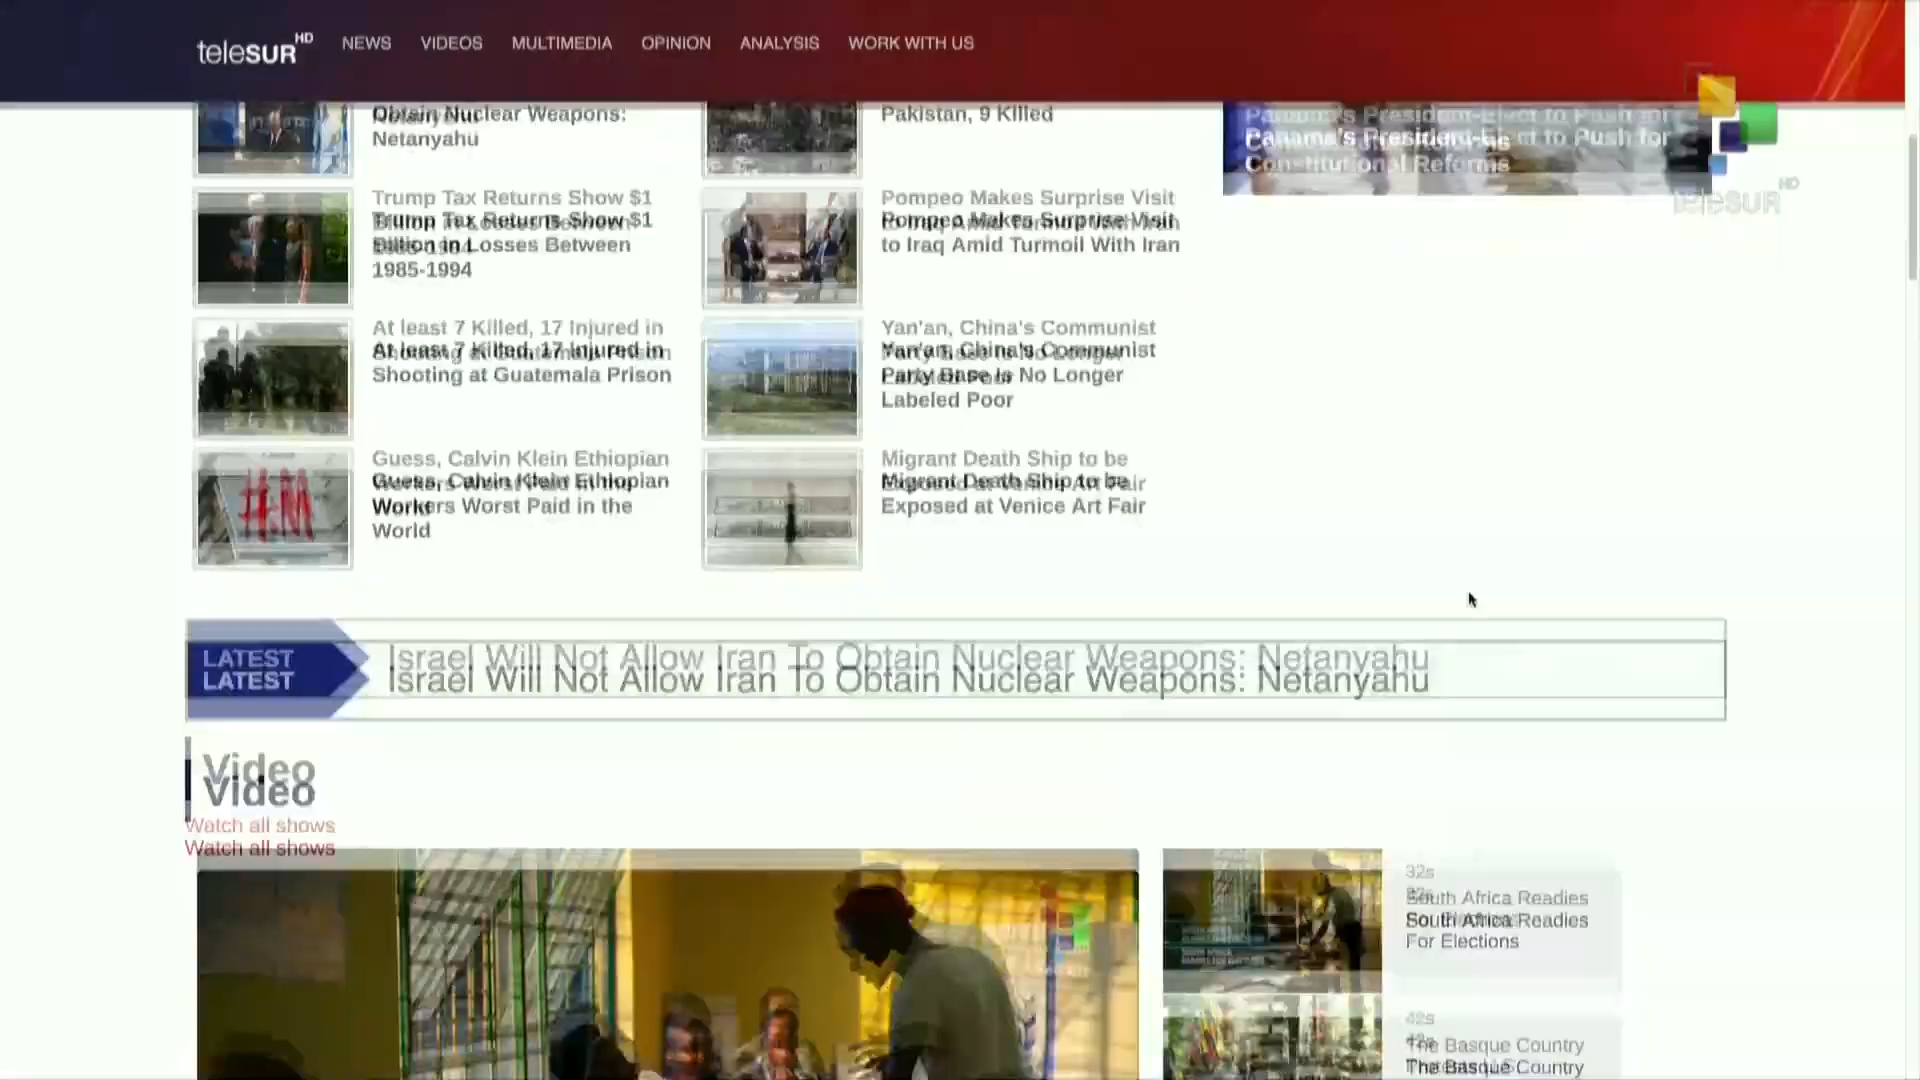 teleSUR HD
NEWS VIDEOS MULTIMEDIA OPINION ANALYSIS WORK WITH US
Obtain Nuclear Weapons:
Netanyahu
Pakistan, 9 Killed
Panama's President-Elect to Push for
Constitutional Reforms
teleSUR HD
Trump Tax Returns Show $1
Billion in Losses Between
1985-1994
Pompeo Makes Surprise Visit
to Iraq Amid Turmoil With Iran
At least 7 Killed, 17 Injured in
Shooting at Guatemala Prison
Yan'an, China's Communist
Party Base Is No Longer
Labeled Poor
Guess, Calvin Klein Ethiopian
Workers Worst Paid in the
World
Migrant Death Ship to be
Exposed at Venice Art Fair
LATEST
Israel Will Not Allow Iran To Obtain Nuclear Weapons: Netanyahu
Video
Watch all shows
32s
South Africa Readies
For Elections
42s
The Basque Country